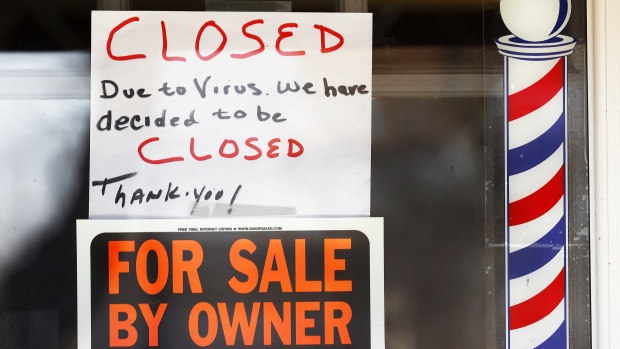 CLOSED
Due to Virus. We have
decided to be
CLOSED
Thank.you!
FREE TRIAL INTERNET LISTING @ WWW.SAAWSALES.COM
FOR SALE
BY OWNER